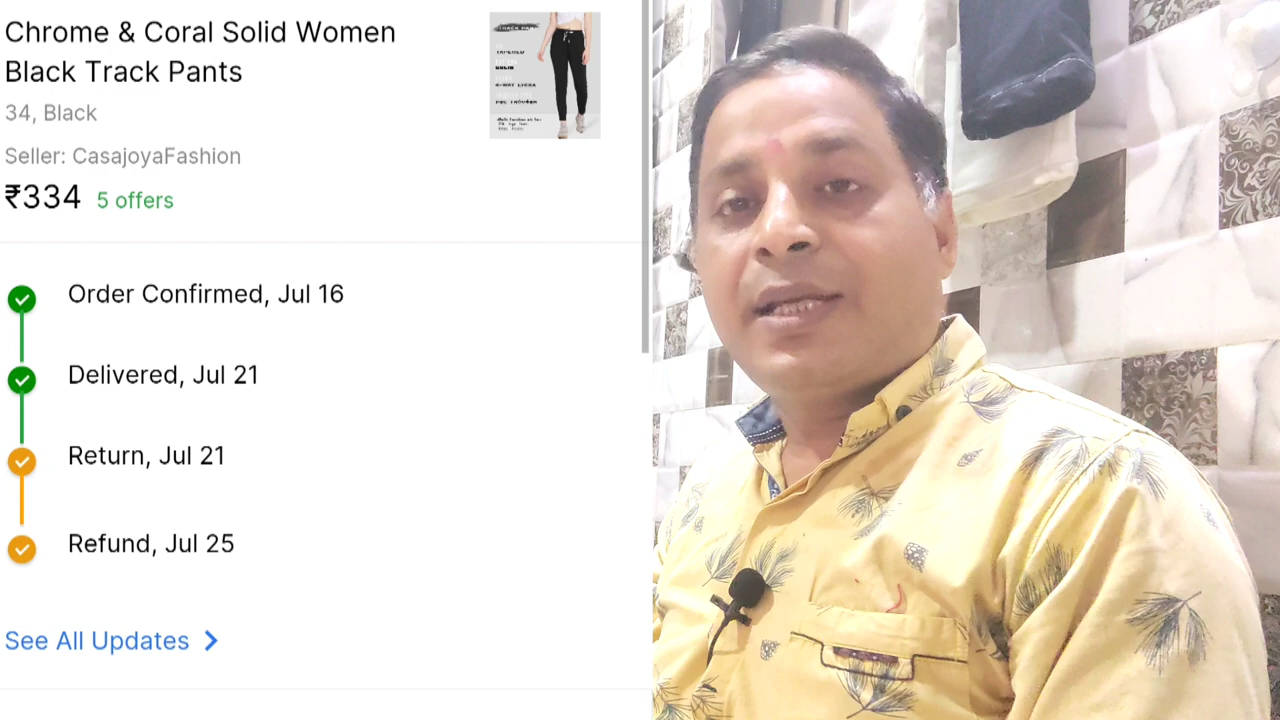 Chrome & Coral Solid Women
Black Track Pants
34, Black
Seller: CasajoyaFashion
₹334 5 offers
Order Confirmed, Jul 16
Delivered, Jul 21
Return, Jul 21
Refund, Jul 25
See All Updates